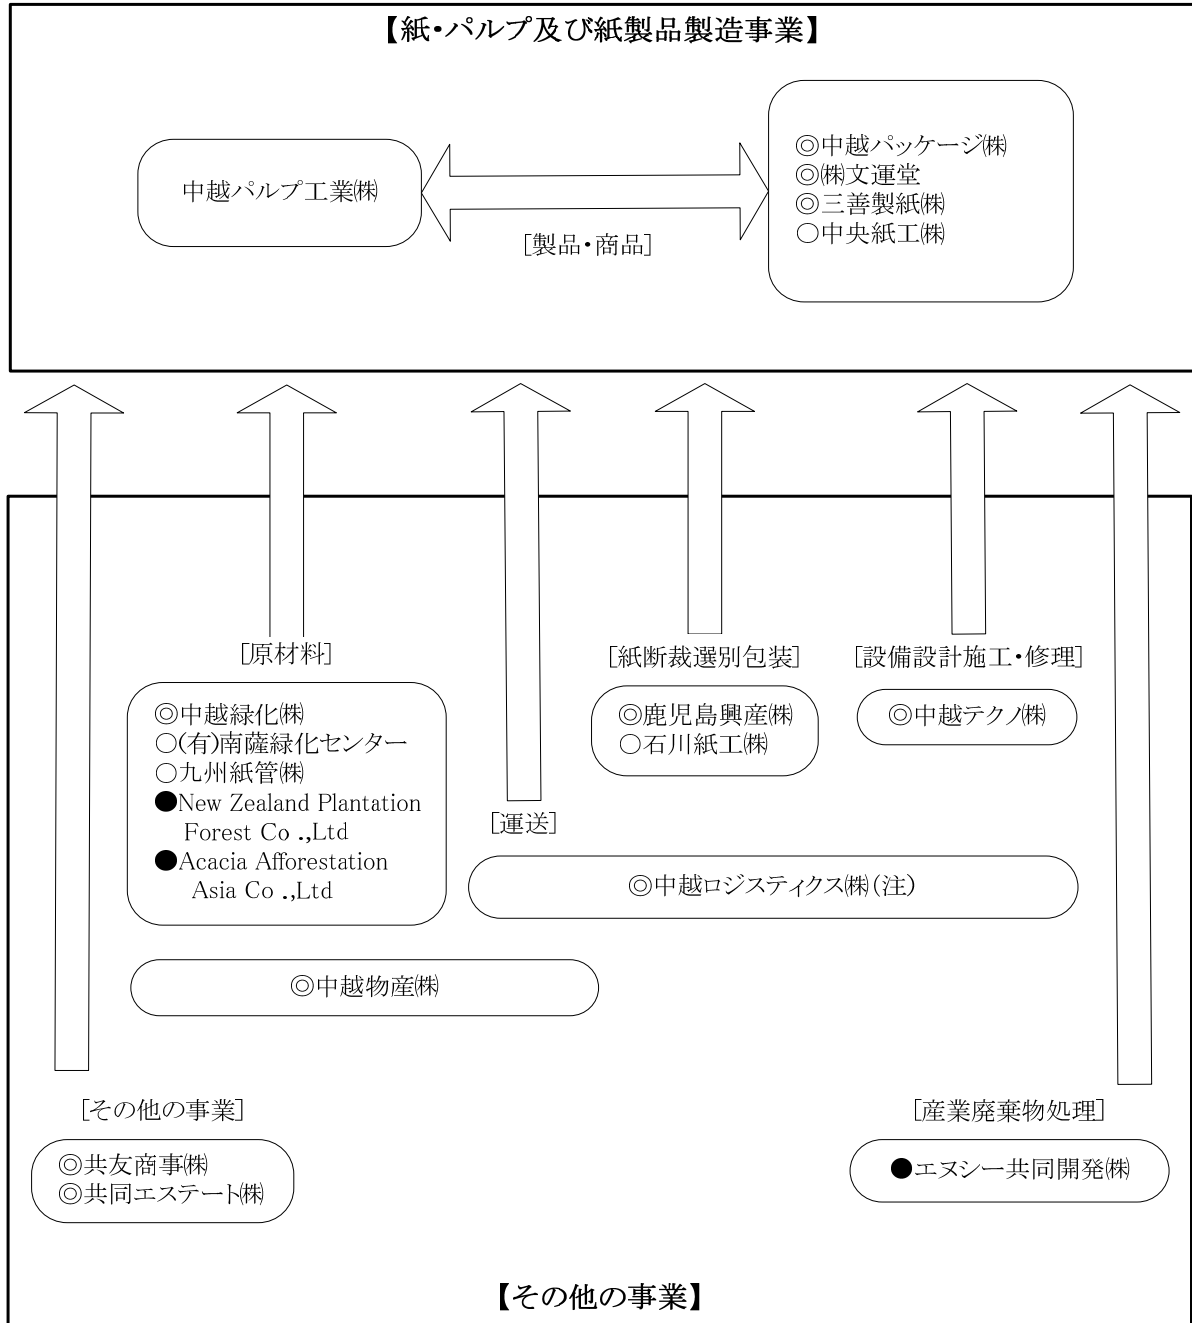 【紙・パルプ及び紙製品製造事業】
中越パルプ工業㈱
[製品・商品]
◎中越パッケージ㈱
◎㈱文運堂
◎三善製紙㈱
○中央紙工㈱
[原材料]
◎中越緑化㈱
○(有)南薩緑化センター
○九州紙管㈱
●New Zealand Plantation
Forest Co .,Ltd
●Acacia Afforestation
Asia Co .,Ltd
[運送]
[紙断裁選別包装]
◎鹿児島興産㈱
○石川紙工㈱
[設備設計施工・修理]
◎中越テクノ㈱
◎中越ロジスティクス㈱(注)
◎中越物産㈱
[その他の事業]
◎共友商事㈱
◎共同エステート㈱
[産業廃棄物処理]
●エヌシー共同開発㈱
【その他の事業】